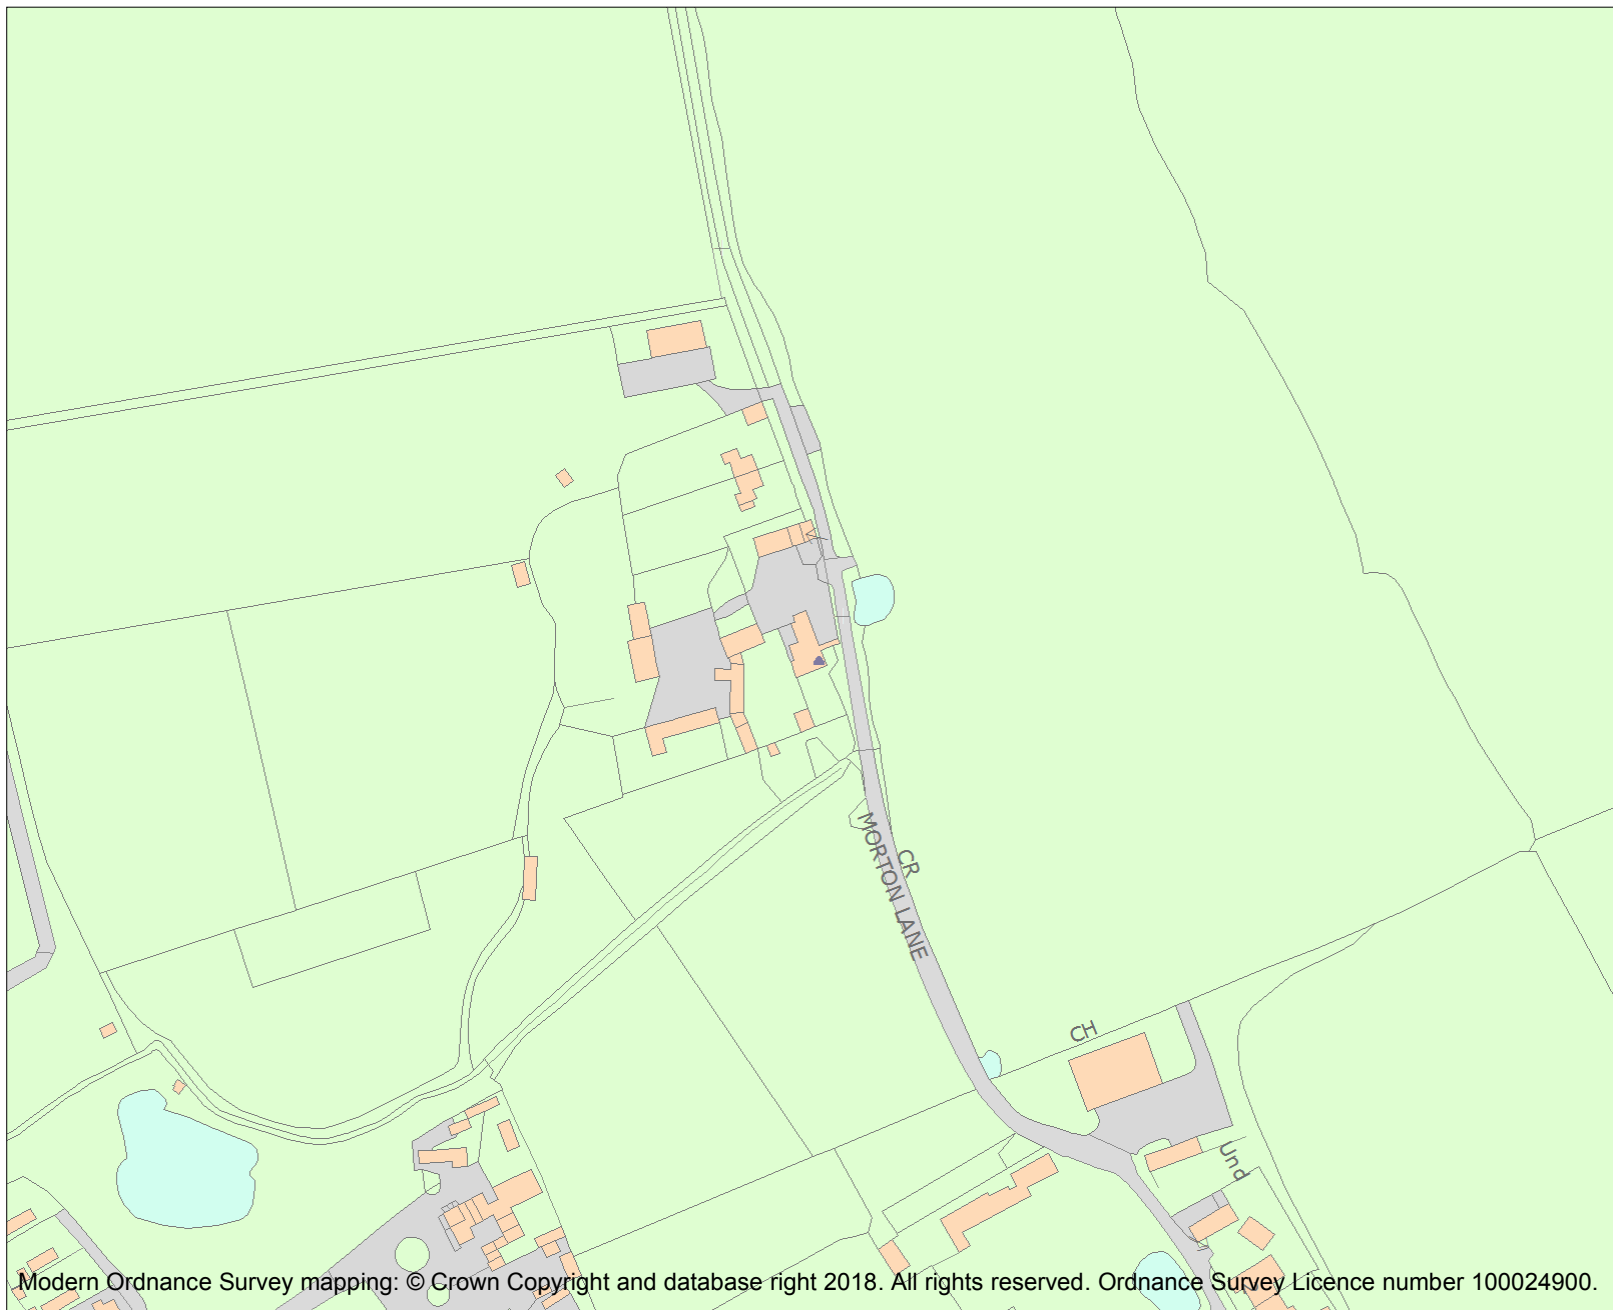 MORTON LANE
CR
CH
Und
Modern Ordnance Survey mapping: © Crown Copyright and database right 2018. All rights reserved. Ordnance Survey Licence number 100024900.